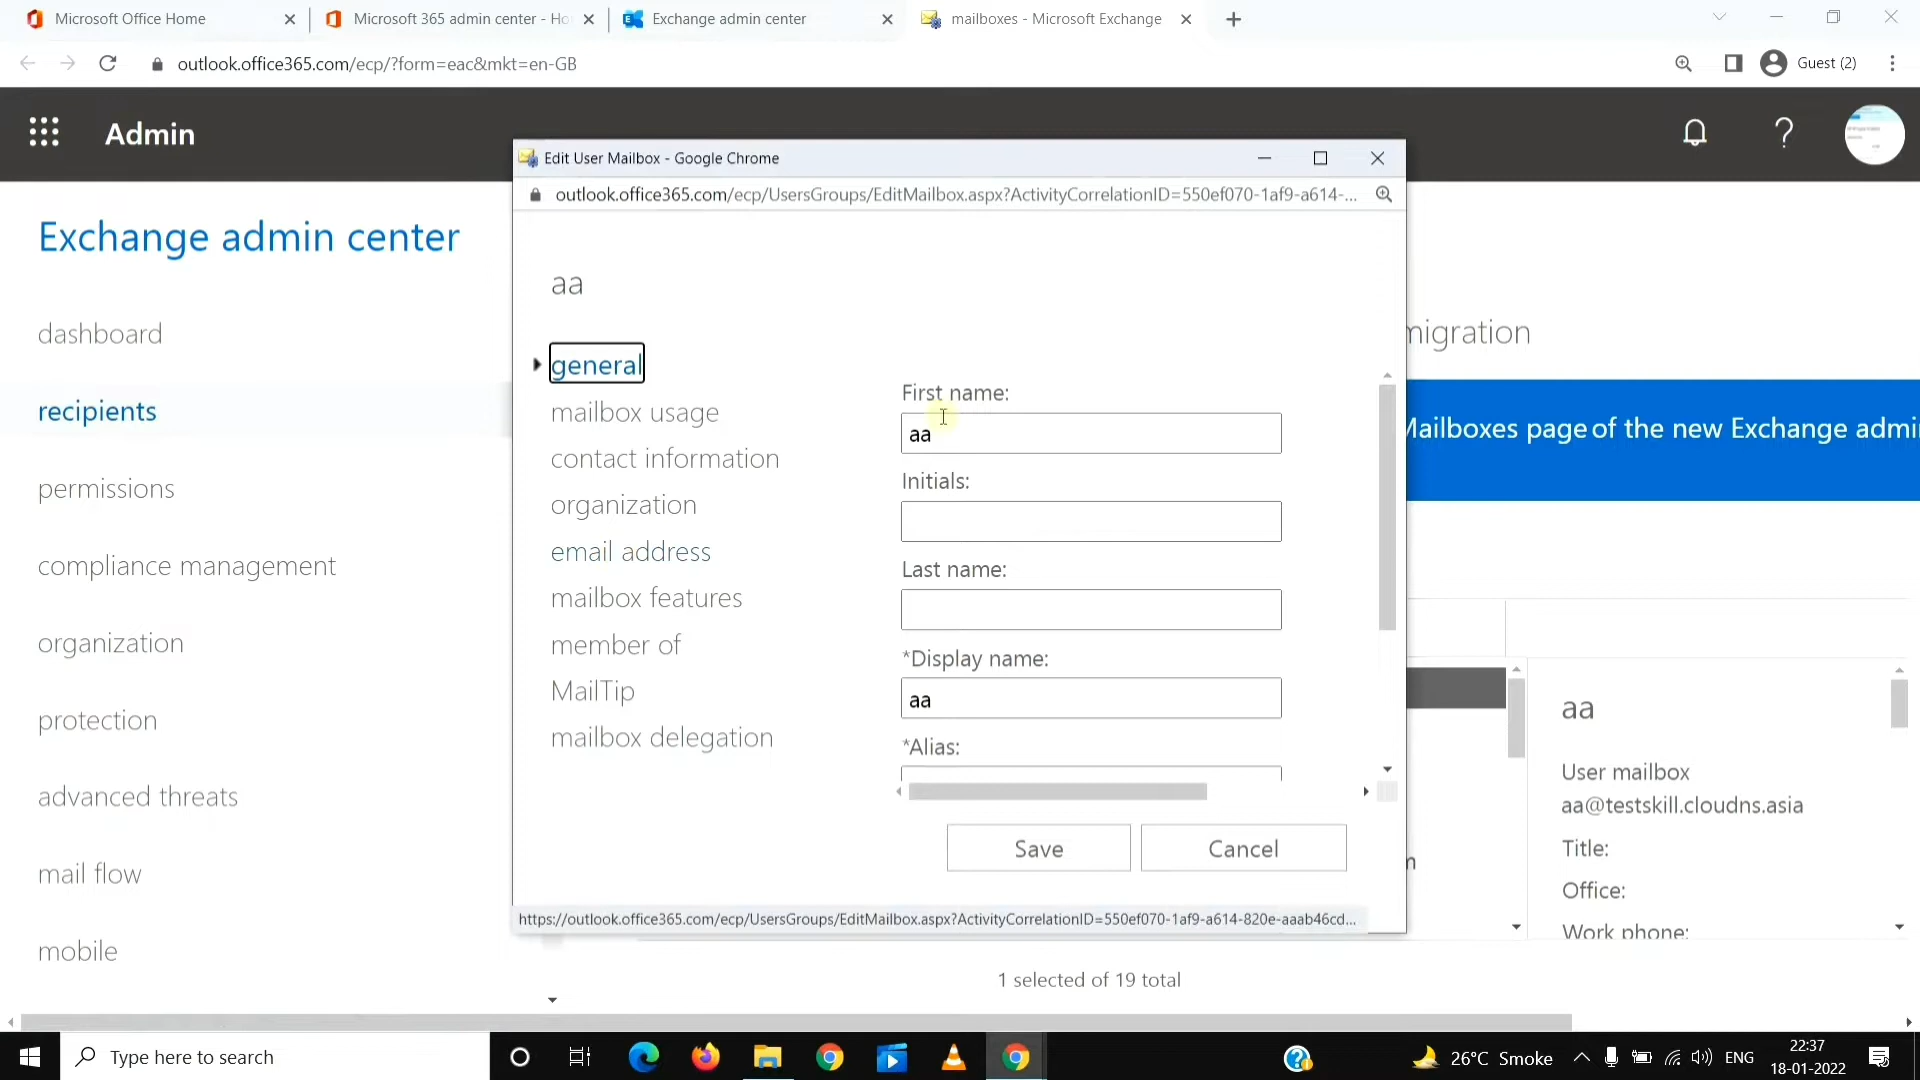 Microsoft Office Home
Microsoft 365 admin center - Ho
Exchange admin center
mailboxes - Microsoft Exchange
outlook.office365.com/ecp/?form=eac&mkt=en-GB
Guest (2)
Admin
Exchange admin center
dashboard
recipients
permissions
compliance management
organization
protection
advanced threats
mail flow
mobile
Edit User Mailbox - Google Chrome
outlook.office365.com/ecp/UsersGroups/EditMailbox.aspx?ActivityCorrelationID=550ef070-1af9-a614-...
aa
general
mailbox usage
contact information
organization
email address
mailbox features
member of
MailTip
mailbox delegation
First name:
aa
Initials:
Last name:
*Display name:
aa
*Alias:
Save
Cancel
https://outlook.office365.com/ecp/UsersGroups/EditMailbox.aspx?ActivityCorrelationID=550ef070-1af9-a614-820e-aaab46cd...
migration
Mailboxes page of the new Exchange admi
aa
User mailbox
aa@testskill.cloudns.asia
Title:
Office:
Work phone:
1 selected of 19 total
Type here to search
26°C Smoke
ENG
22:37
18-01-2022